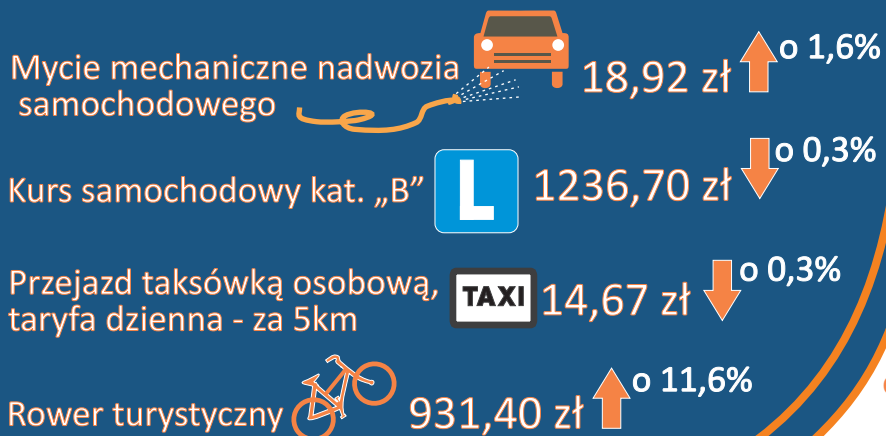 Mycie mechaniczne nadwozia
samochodowego
18,92 zł
o 1,6%
Kurs samochodowy kat. „B”
L
1236,70 zł
o 0,3%
Przejazd taksówką osobową,
taryfa dzienna - za 5km
TAXI
14,67 zł
o 0,3%
Rower turystyczny
931,40 zł
o 11,6%